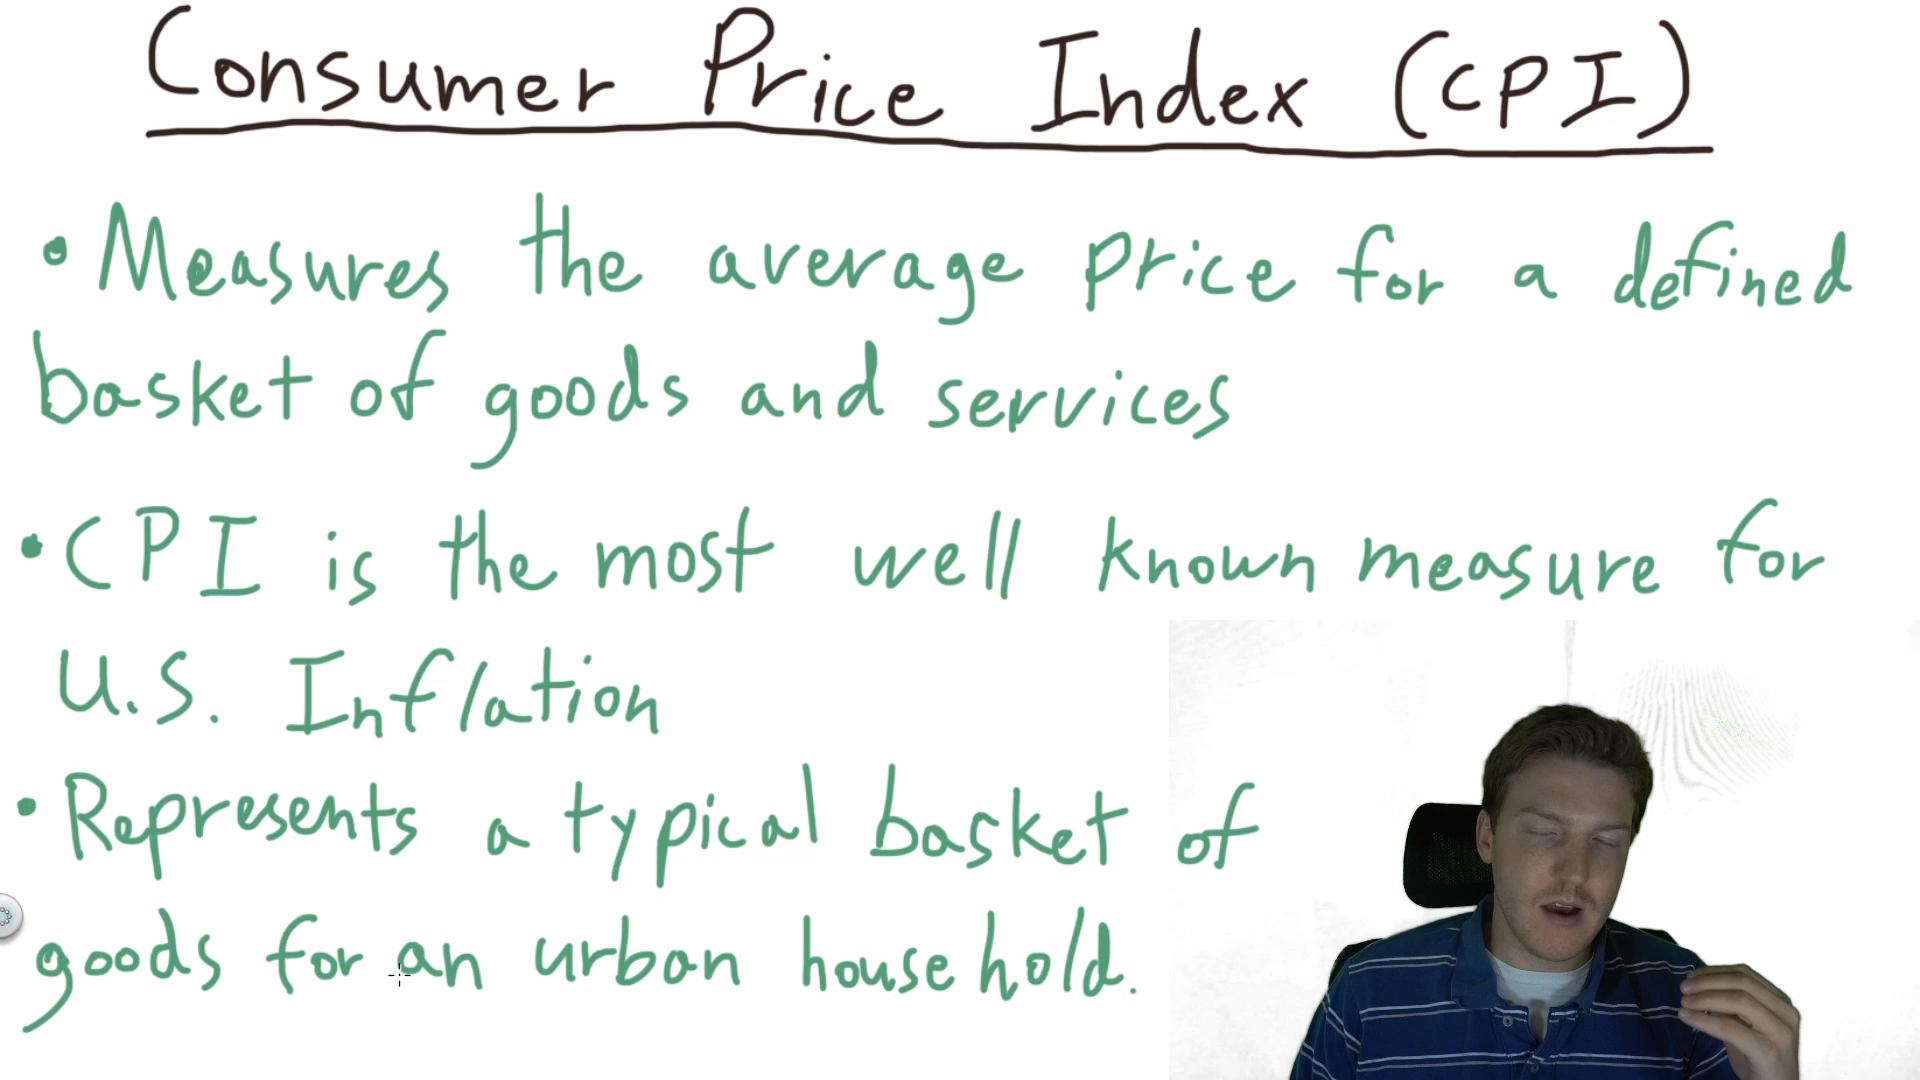 Consumer Price Index (CPI)
• Measures the average price for a defined
basket of goods and services
• CPI is the most well known measure for
U.S. Inflation
• Represents a typical basket of
goods for an urban household.